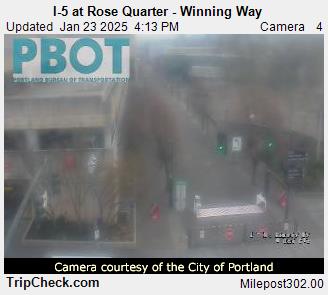 I-5 at Rose Quarter - Winning Way
Updated Jan 23 2025 4:13 PM Camera 4
PBOT
PORTLAND BUREAU OF TRANSPORTATION
Camera courtesy of the City of Portland
TripCheck.com Milepost302.00